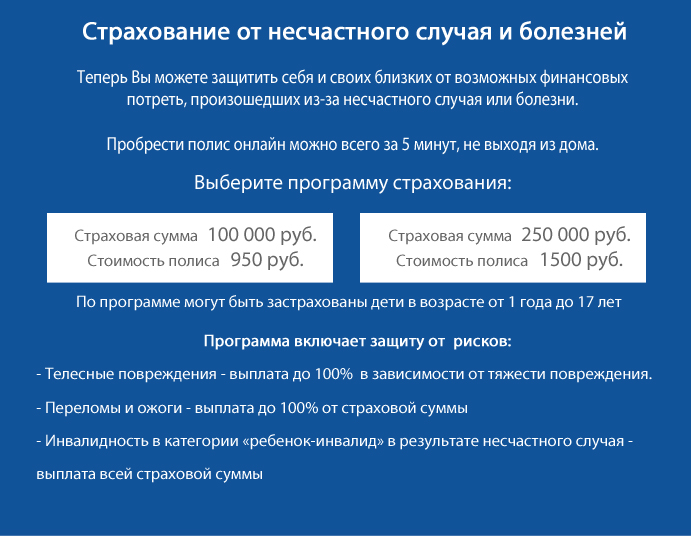 Страхование от несчастного случая и болезней
Теперь Вы можете защитить себя и своих близких от возможных финансовых
потреть, произошедших из-за несчастного случая или болезни.
Пробрести полис онлайн можно всего за 5 минут, не выходя из дома.
Выберите программу страхования:
Страховая сумма 100 000 руб.
Стоимость полиса 950 руб.
Страховая сумма 250 000 руб.
Стоимость полиса 1500 руб.
По программе могут быть застрахованы дети в возрасте от 1 года до 17 лет
Программа включает защиту от рисков:
- Телесные повреждения - выплата до 100% в зависимости от тяжести повреждения.
- Переломы и ожоги - выплата до 100% от страховой суммы
- Инвалидность в категории «ребенок-инвалид» в результате несчастного случая -
выплата всей страховой суммы